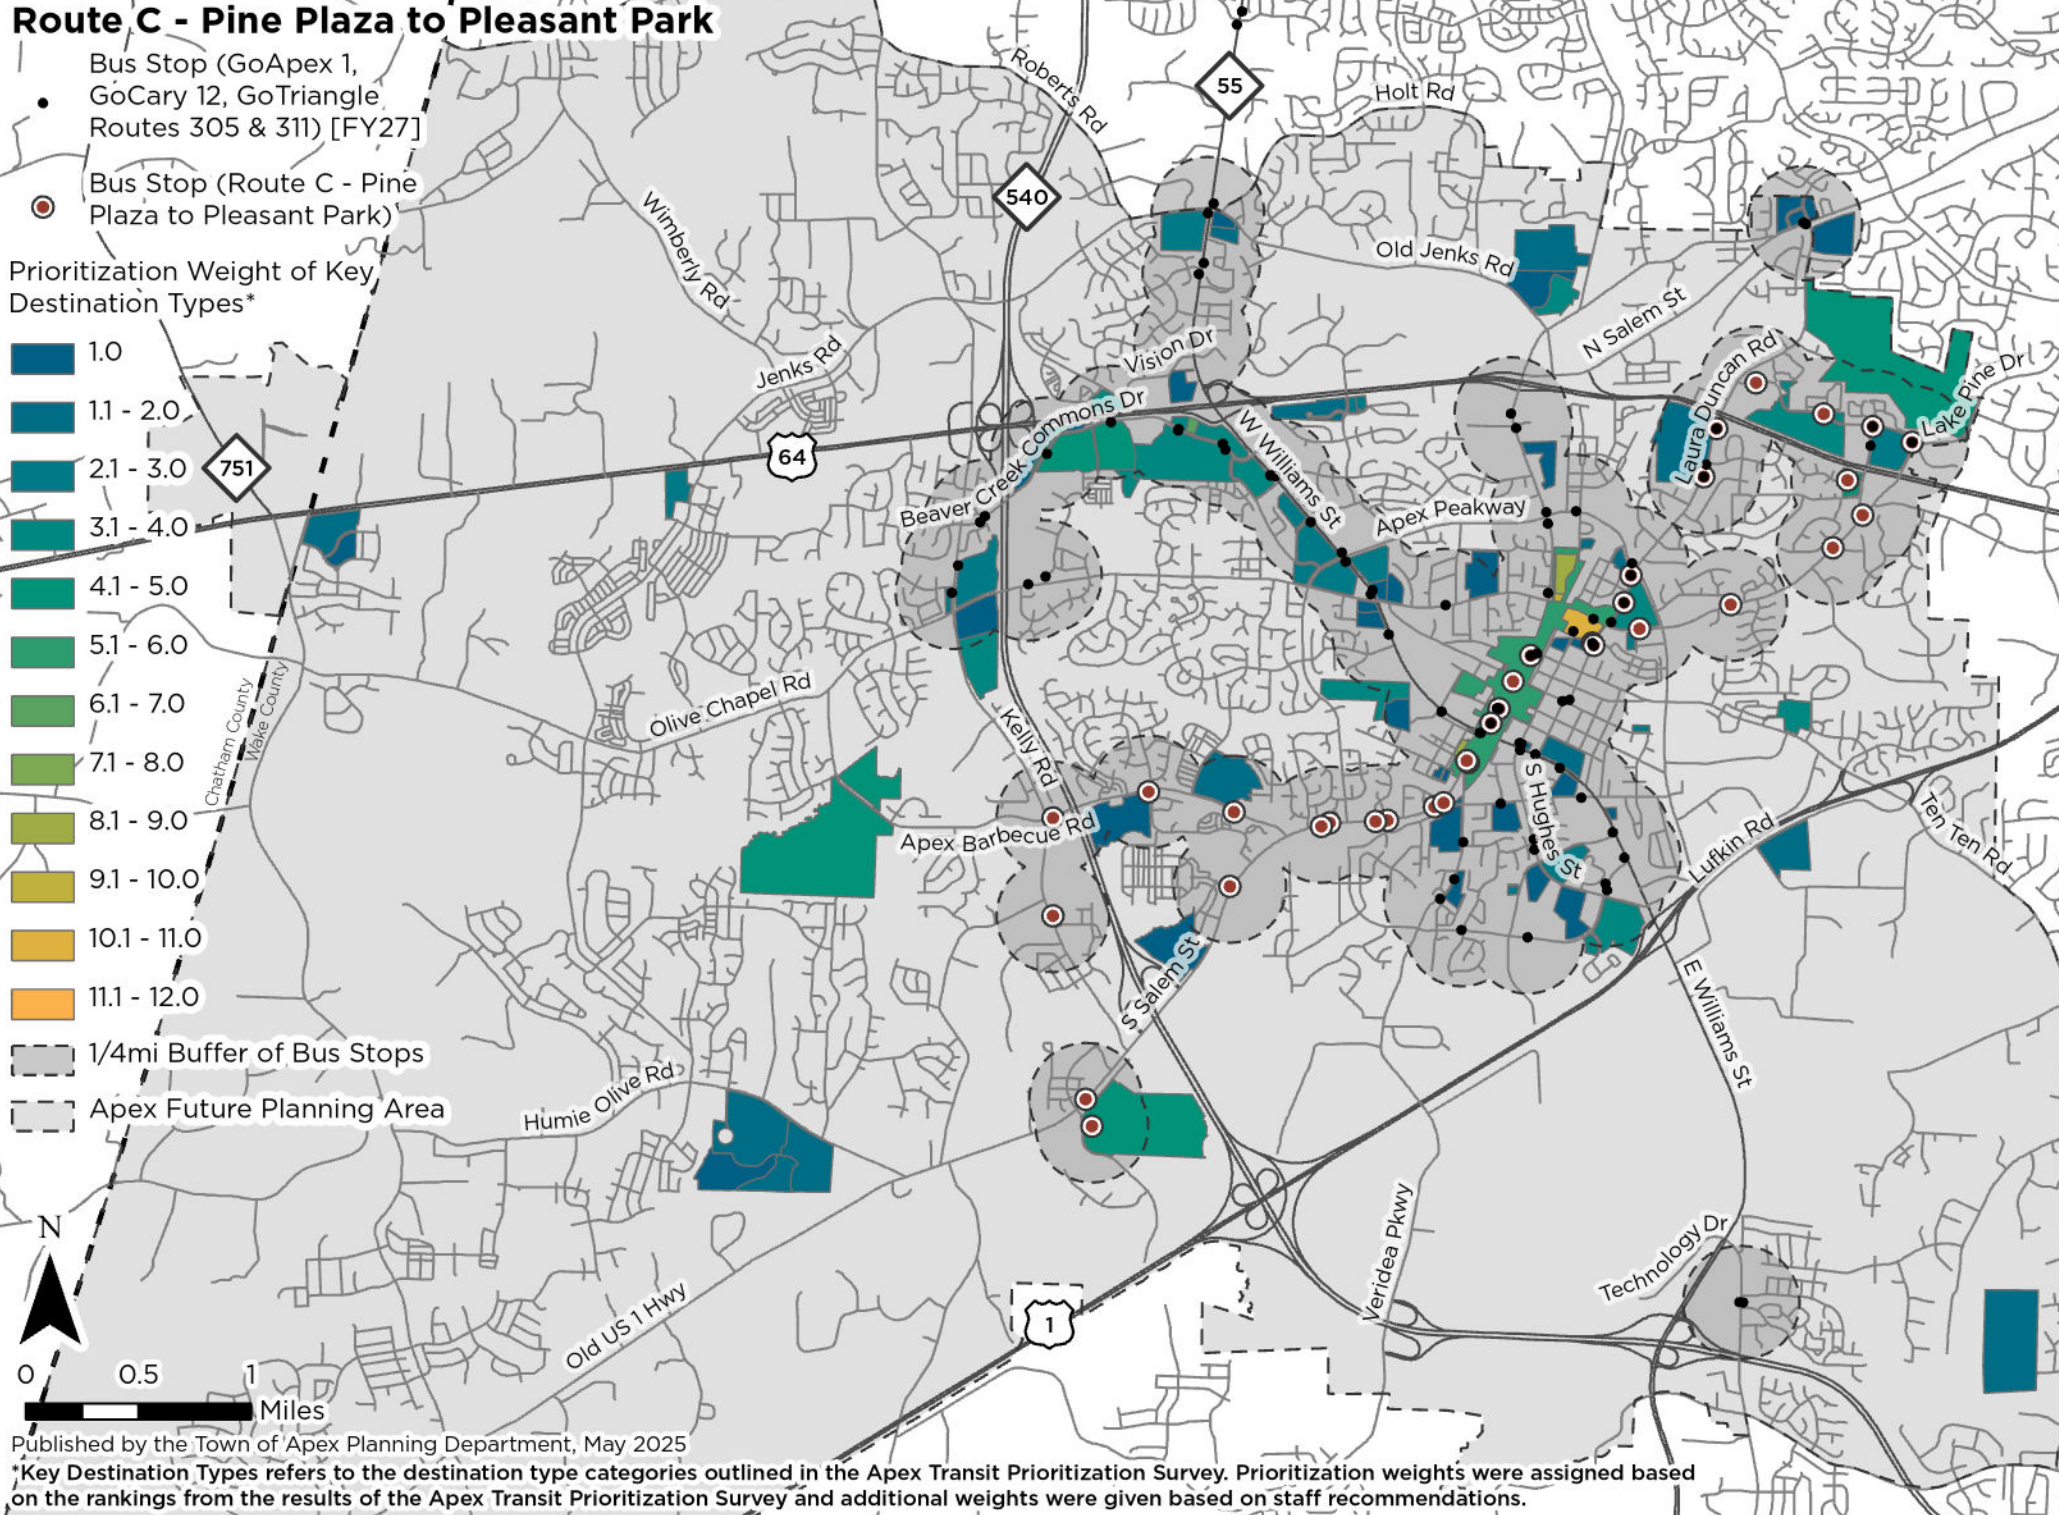 Route C - Pine Plaza to Pleasant Park
Bus Stop (GoApex 1,
GoCary 12, GoTriangle
Routes 305 & 311) [FY27]
Bus Stop (Route C - Pine
Plaza to Pleasant Park)
Prioritization Weight of Key
Destination Types*
1.0
1.1 - 2.0
2.1 - 3.0
3.1 - 4.0
4.1 - 5.0
5.1 - 6.0
6.1 - 7.0
7.1 - 8.0
8.1 - 9.0
9.1 - 10.0
10.1 - 11.0
11.1 - 12.0
1/4mi Buffer of Bus Stops
Apex Future Planning Area
N
0 0.5 1
Miles
Roberts Rd
55
Holt Rd
540
Wimberly Rd
Old Jenks Rd
N Salem St
Vision Dr
Jenks Rd
Laura Duncan Rd
Lake Pine Dr
Beaver Creek Commons Dr
W Williams St
751
64
Apex Peakway
Chatham County
Wake County
Olive Chapel Rd
Kelly Rd
S Hughes St
Apex Barbecue Rd
Lufkin Rd
Ten Ten Rd
S Salem St
E Williams St
Humie Olive Rd
Old US 1 Hwy
1
Veridea Pkwy
Technology Dr
Published by the Town of Apex Planning Department, May 2025
*Key Destination Types refers to the destination type categories outlined in the Apex Transit Prioritization Survey. Prioritization weights were assigned based
on the rankings from the results of the Apex Transit Prioritization Survey and additional weights were given based on staff recommendations.